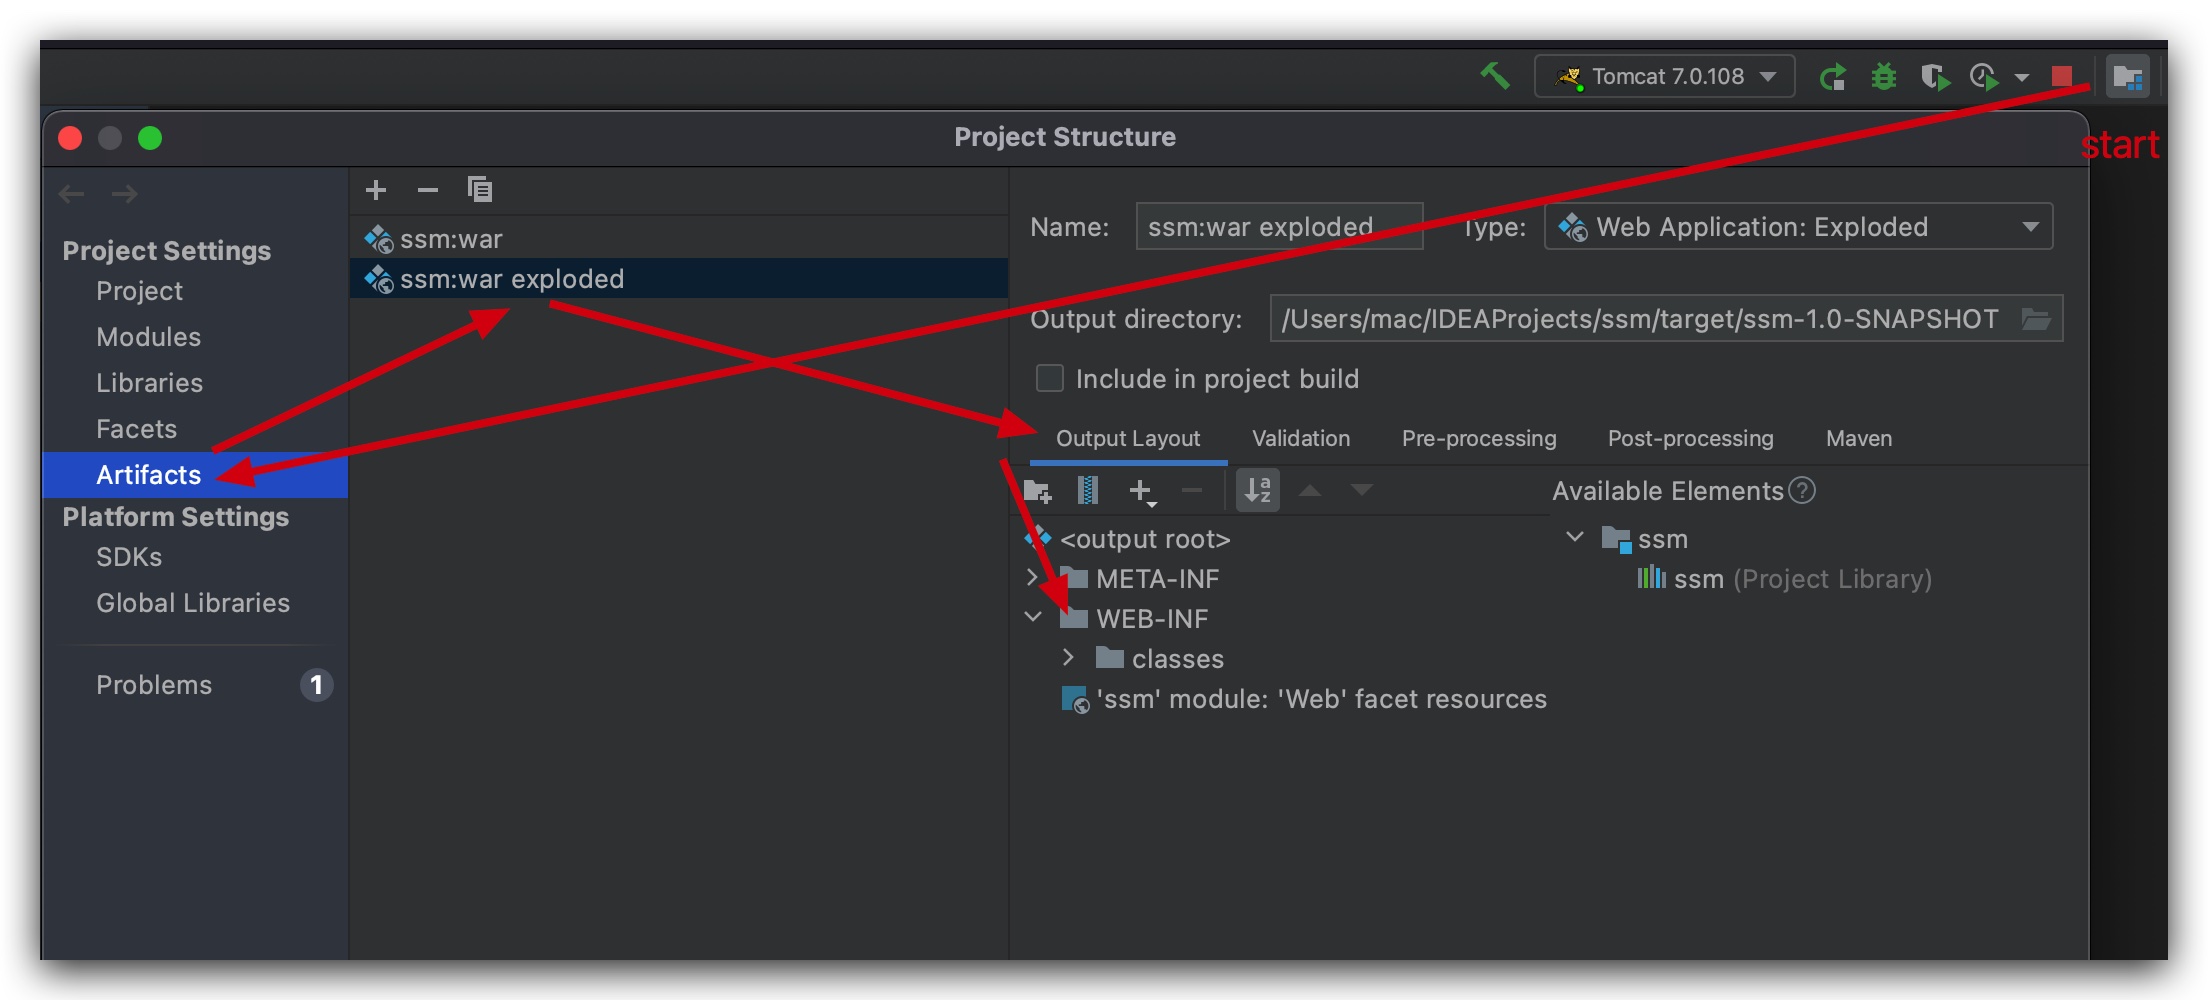 Tomcat 7.0.108
Project Structure
start
Project Settings
Project
Modules
Libraries
Facets
Artifacts
Platform Settings
SDKs
Global Libraries
Problems 1
ssm:war
ssm:war exploded
Name: ssm:war exploded Type: Web Application: Exploded
Output directory: /Users/mac/IDEAProjects/ssm/target/ssm-1.0-SNAPSHOT
Include in project build
Output Layout Validation Pre-processing Post-processing Maven
Available Elements ?
<output root>
META-INF
WEB-INF
classes
'ssm' module: 'Web' facet resources
ssm
ssm (Project Library)